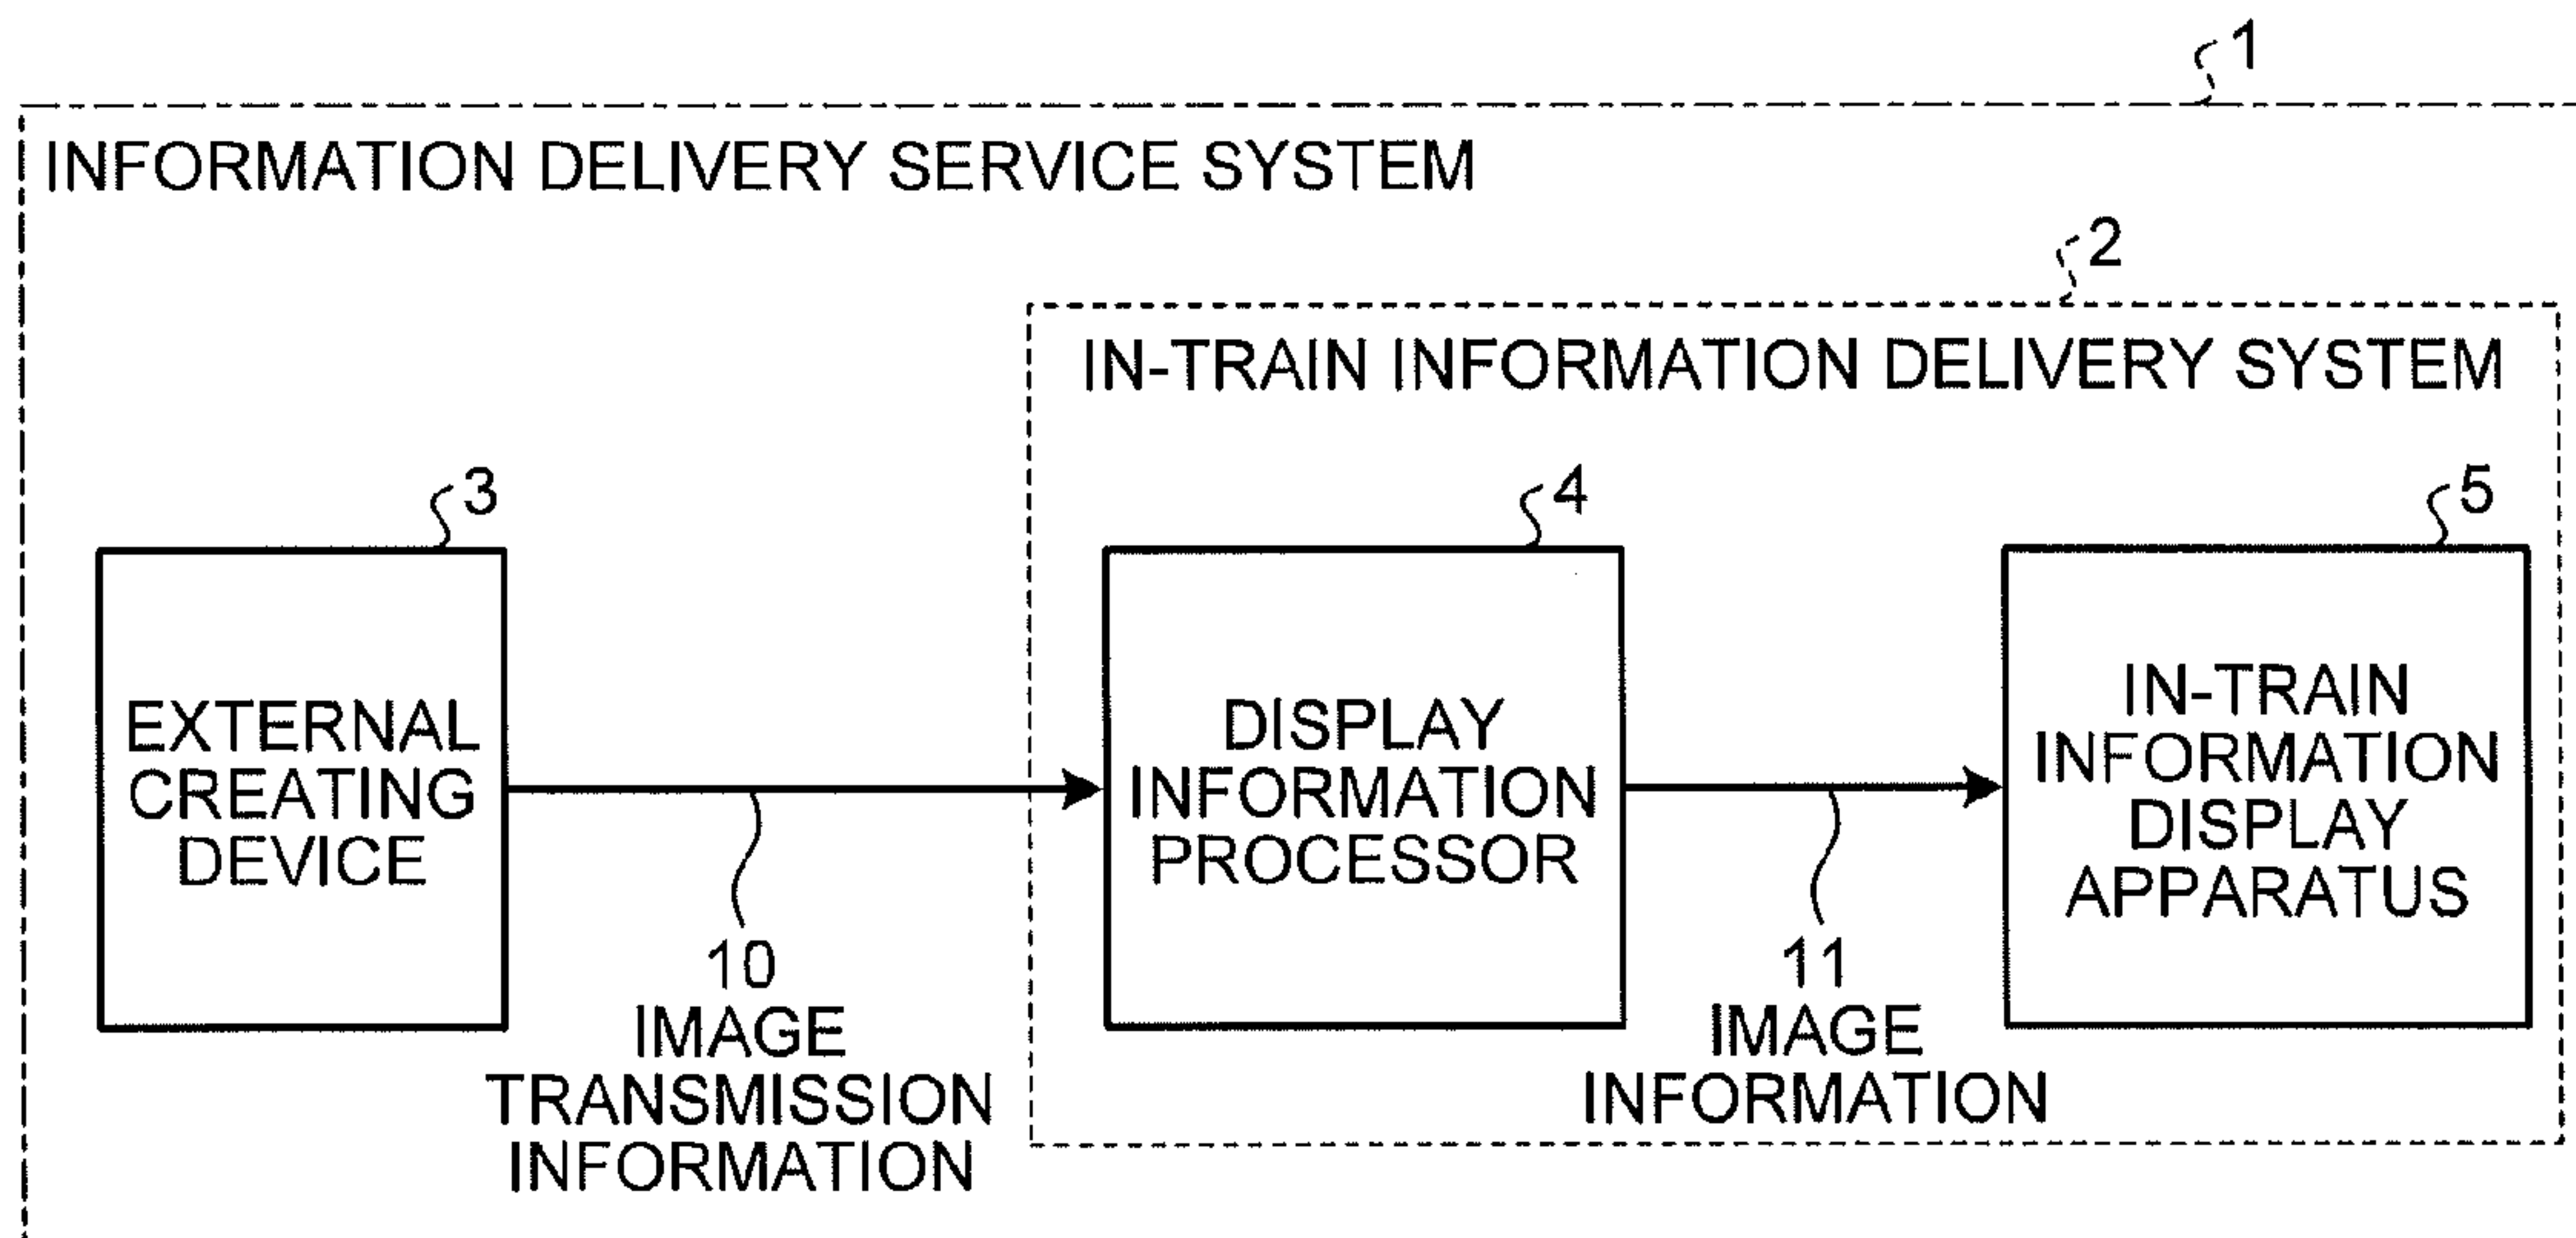 1
INFORMATION DELIVERY SERVICE SYSTEM
2
IN-TRAIN INFORMATION DELIVERY SYSTEM
3
EXTERNAL
CREATING
DEVICE
4
DISPLAY
INFORMATION
PROCESSOR
5
IN-TRAIN
INFORMATION
DISPLAY
APPARATUS
10
IMAGE
TRANSMISSION
INFORMATION
11
IMAGE
INFORMATION